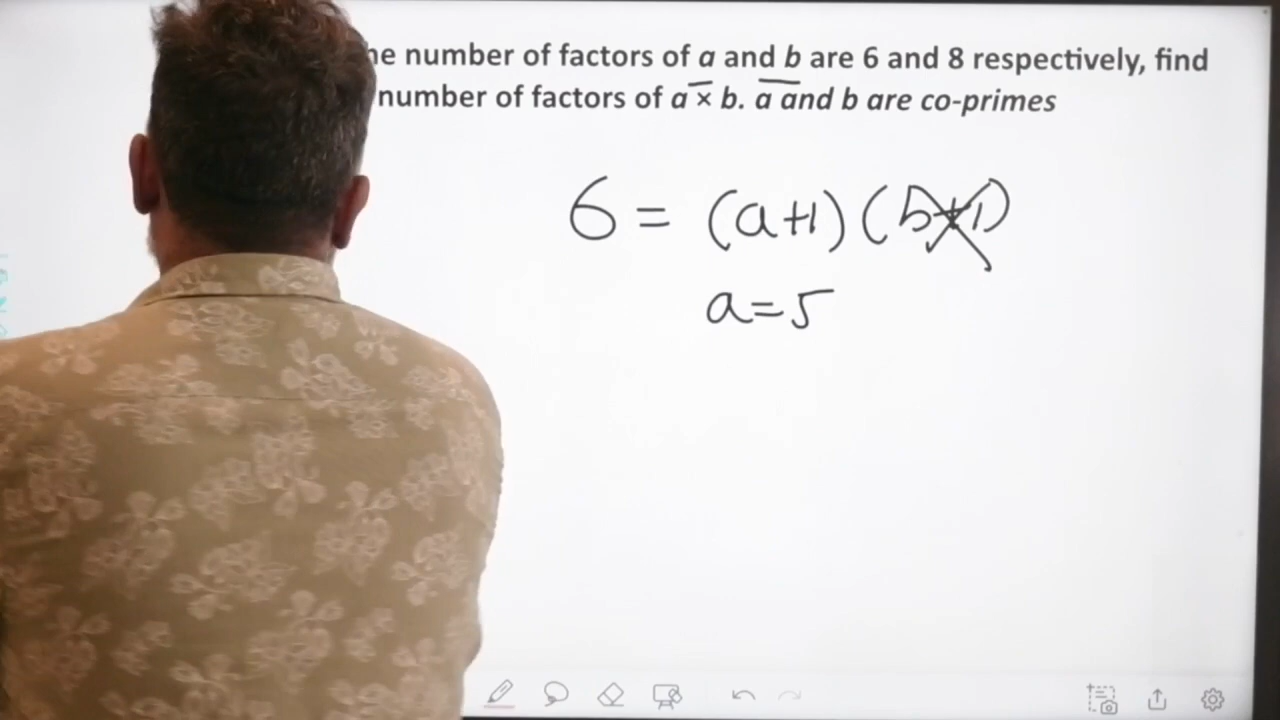 he number of factors of a and b are 6 and 8 respectively, find
number of factors of a × b. a and b are co-primes
6 = (a+1) (b+1)
a=5